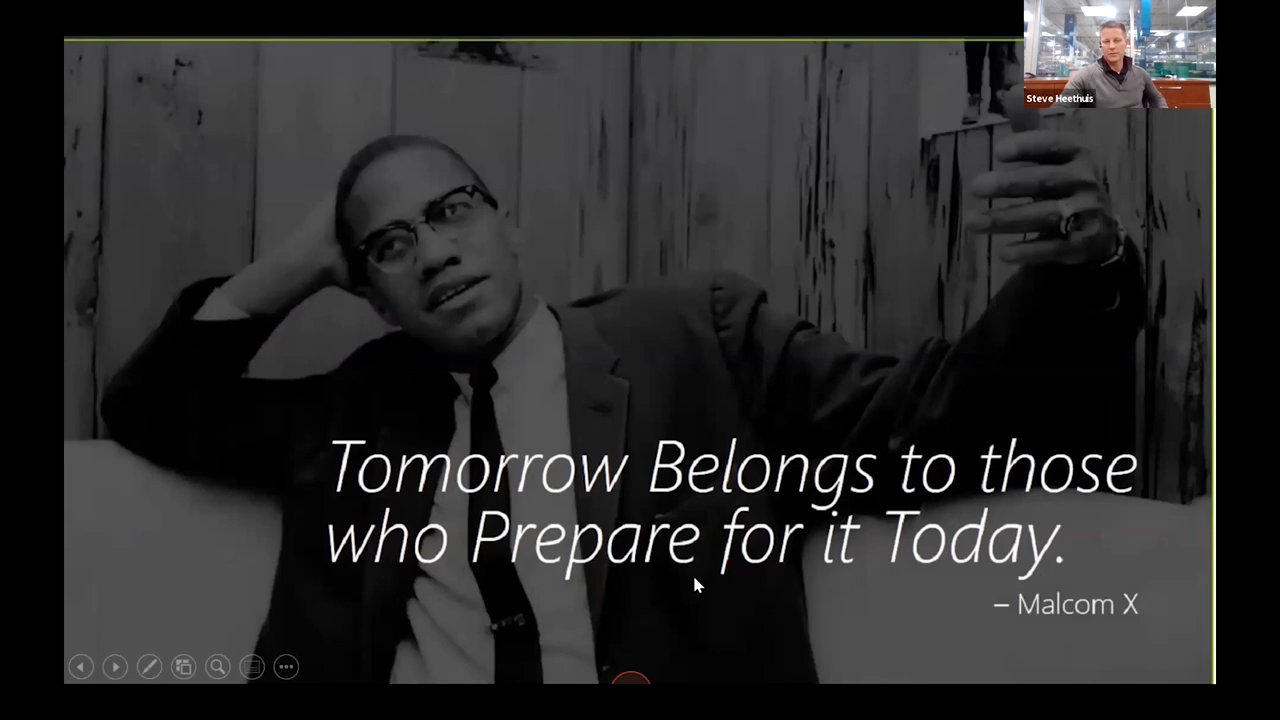 Steve Heethuis
Tomorrow Belongs to those
who Prepare for it Today.
– Malcom X